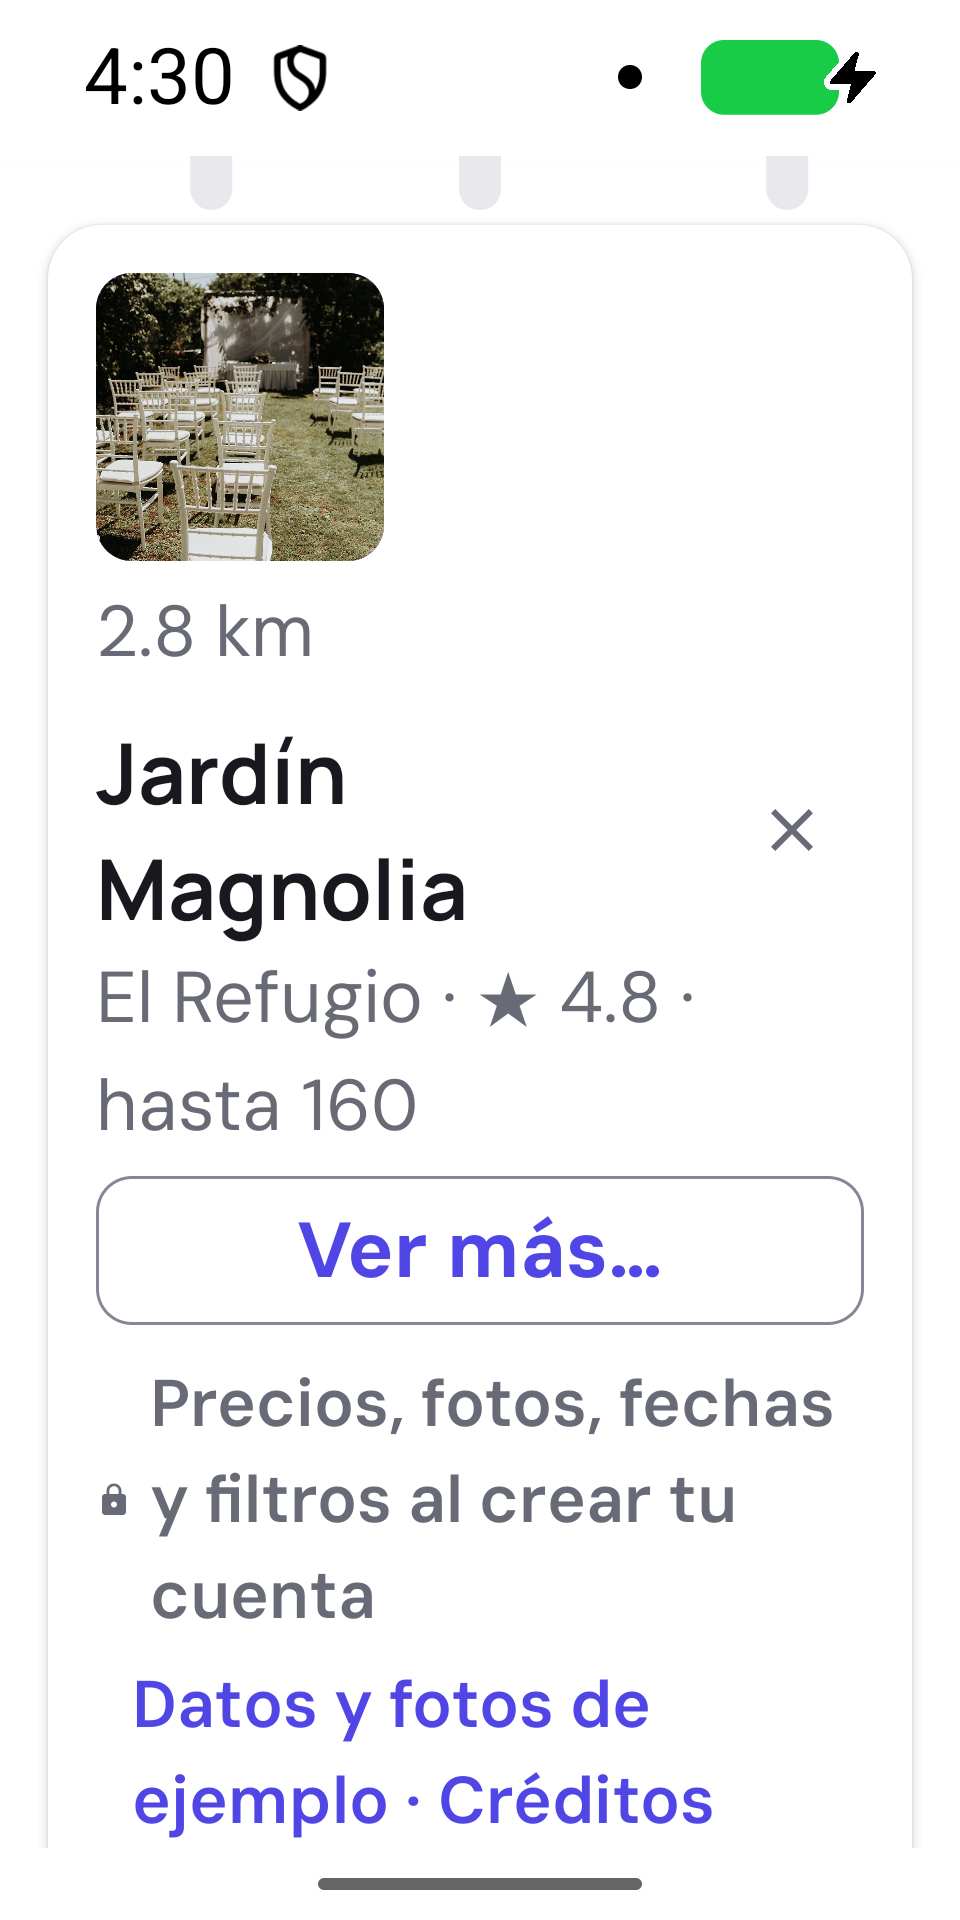 4:30
2.8 km
Jardín
Magnolia
El Refugio · ★ 4.8 ·
hasta 160
Ver más...
Precios, fotos, fechas
y filtros al crear tu
cuenta
Datos y fotos de
ejemplo · Créditos